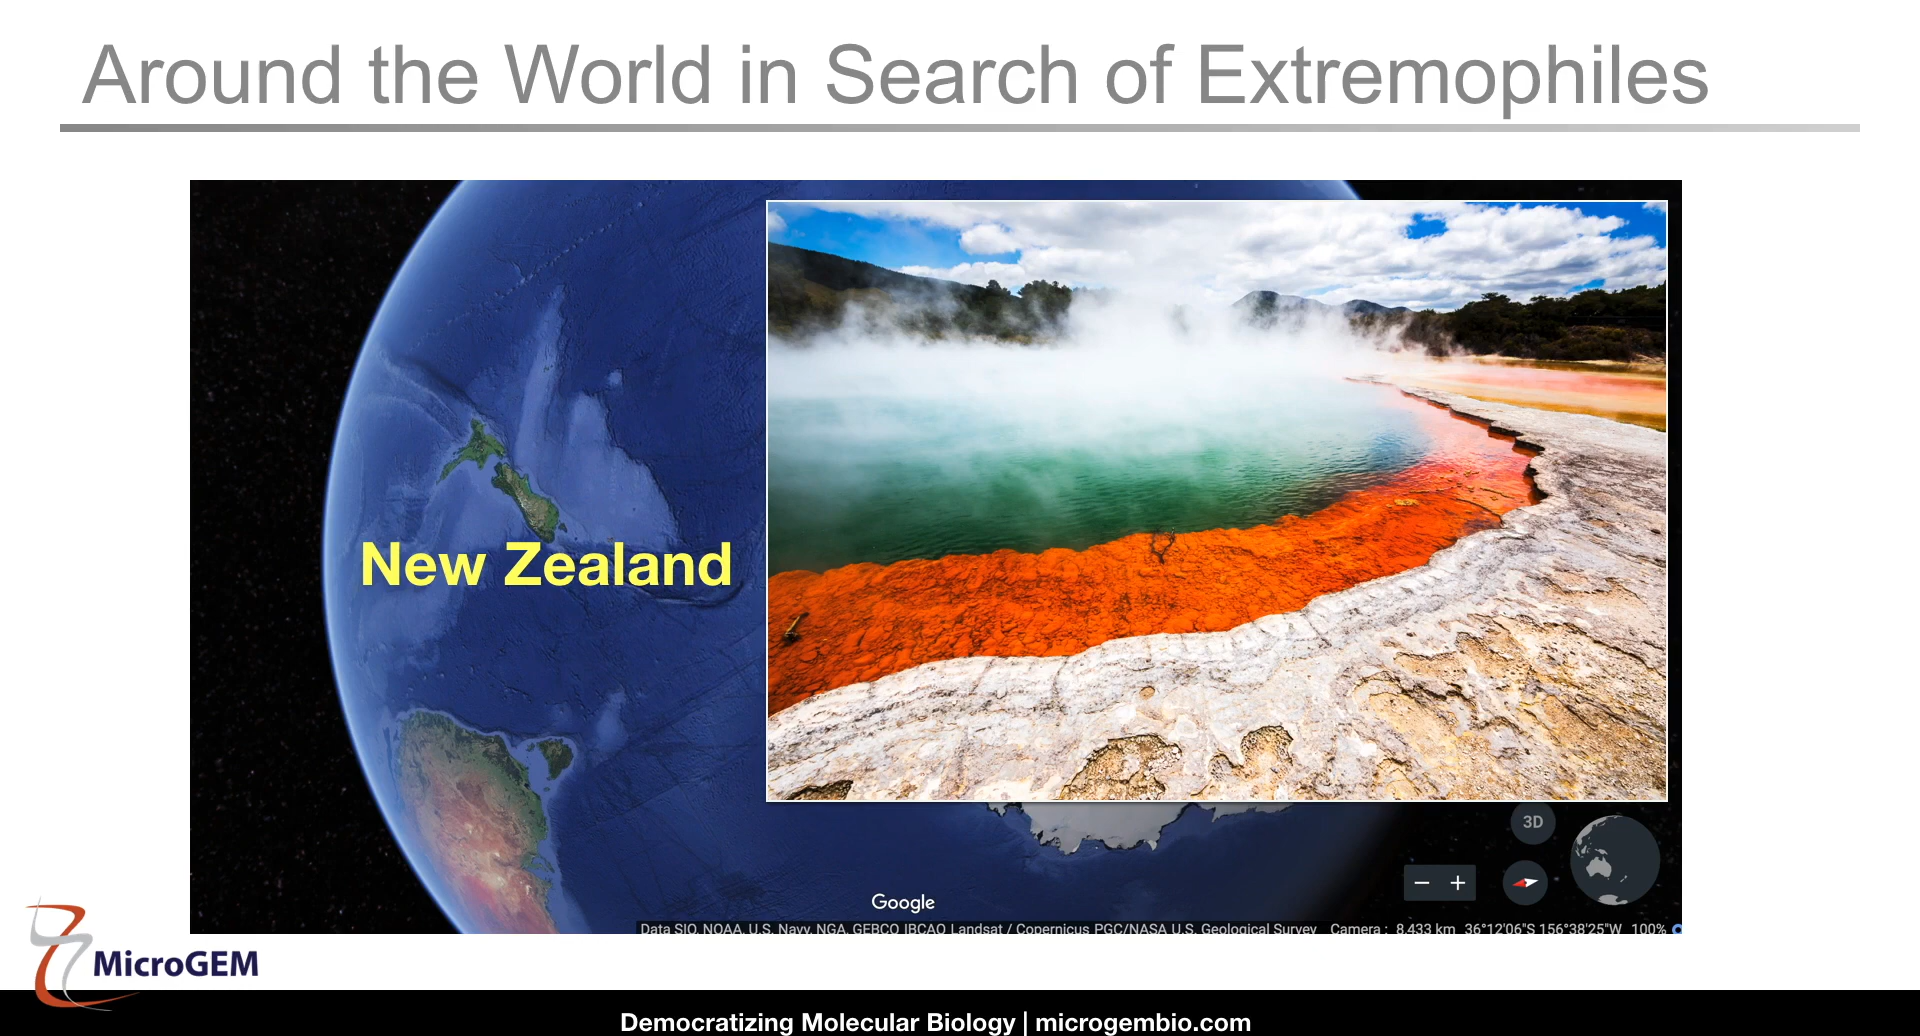 Around the World in Search of Extremophiles
New Zealand
3D
− +
Google
Data SIO, NOAA, U.S. Navy, NGA, GEBCO IBCAO Landsat / Copernicus PGC/NASA U.S. Geological Survey Camera : 8,433 km 36°12'06"S 156°38'25"W 100%
MicroGEM
Democratizing Molecular Biology | microgembio.com